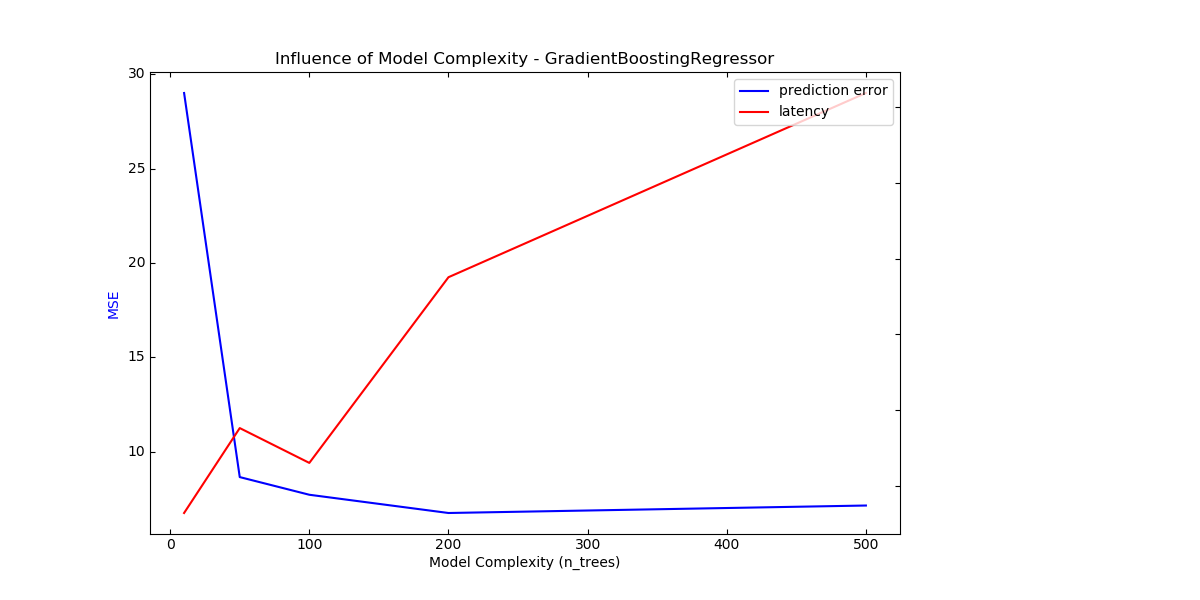 Influence of Model Complexity - GradientBoostingRegressor
prediction error
latency
30
25
20
15
10
MSE
0 100 200 300 400 500
Model Complexity (n_trees)